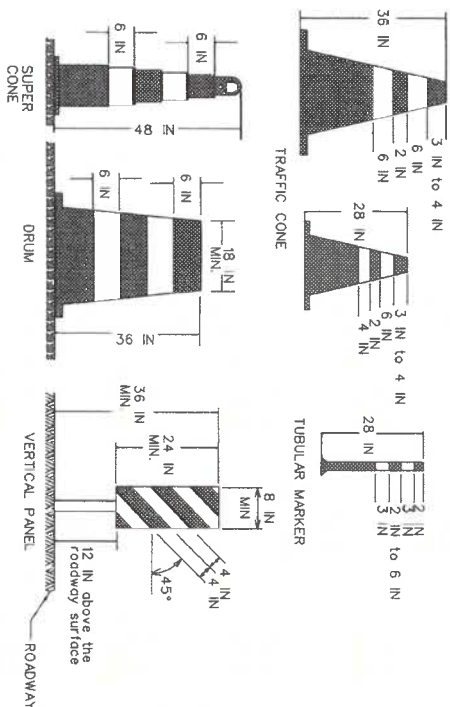 36 IN
3 IN to 4 IN
6 IN
2 IN
6 IN
28 IN
3 IN to 4 IN
6 IN
2 IN
4 IN
TRAFFIC CONE
28 IN
2 IN
3 IN
2 IN to 6 IN
3 IN
TUBULAR MARKER
6 IN
6 IN
48 IN
SUPER
CONE
18 IN
MIN.
6 IN
6 IN
36 IN
DRUM
36 IN
MIN.
24 IN
MIN.
8 IN
MIN
4 IN
4 IN
45°
12 IN above the
roadway surface
VERTICAL PANEL
ROADWAY